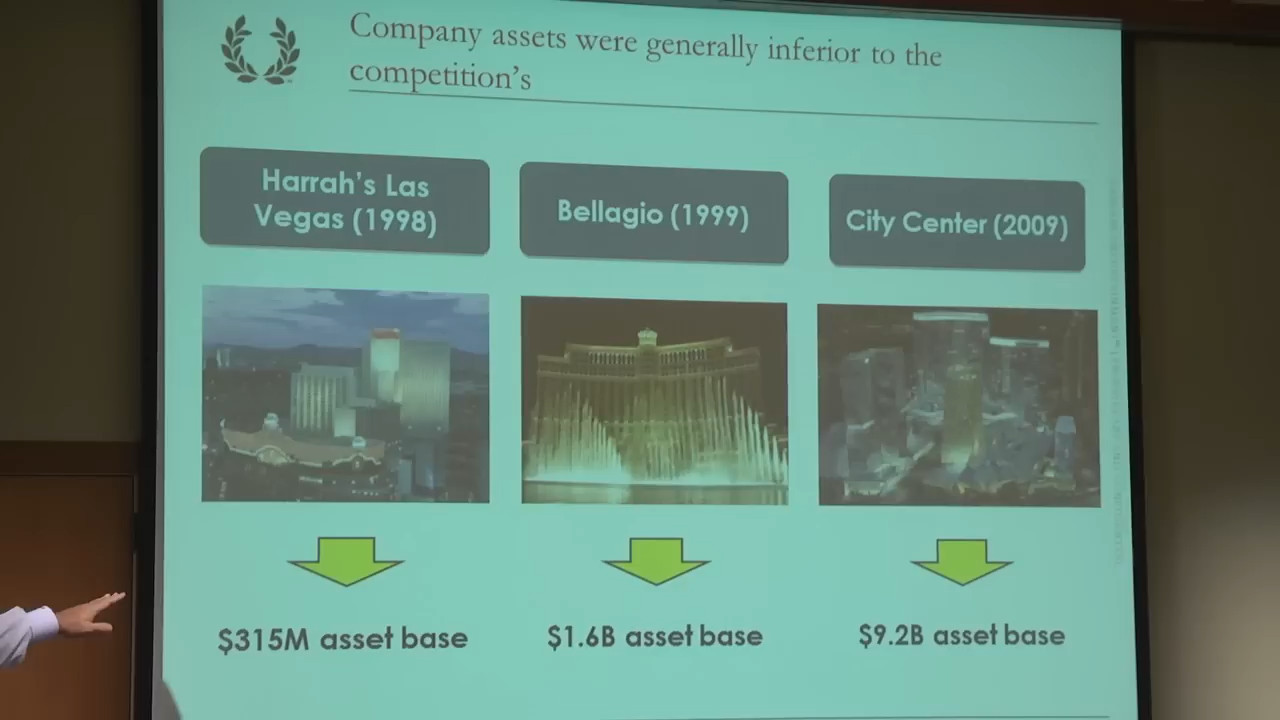 Company assets were generally inferior to the
competition's
Harrah's Las
Vegas (1998)
Bellagio (1999)
City Center (2009)
$315M asset base
$1.6B asset base
$9.2B asset base